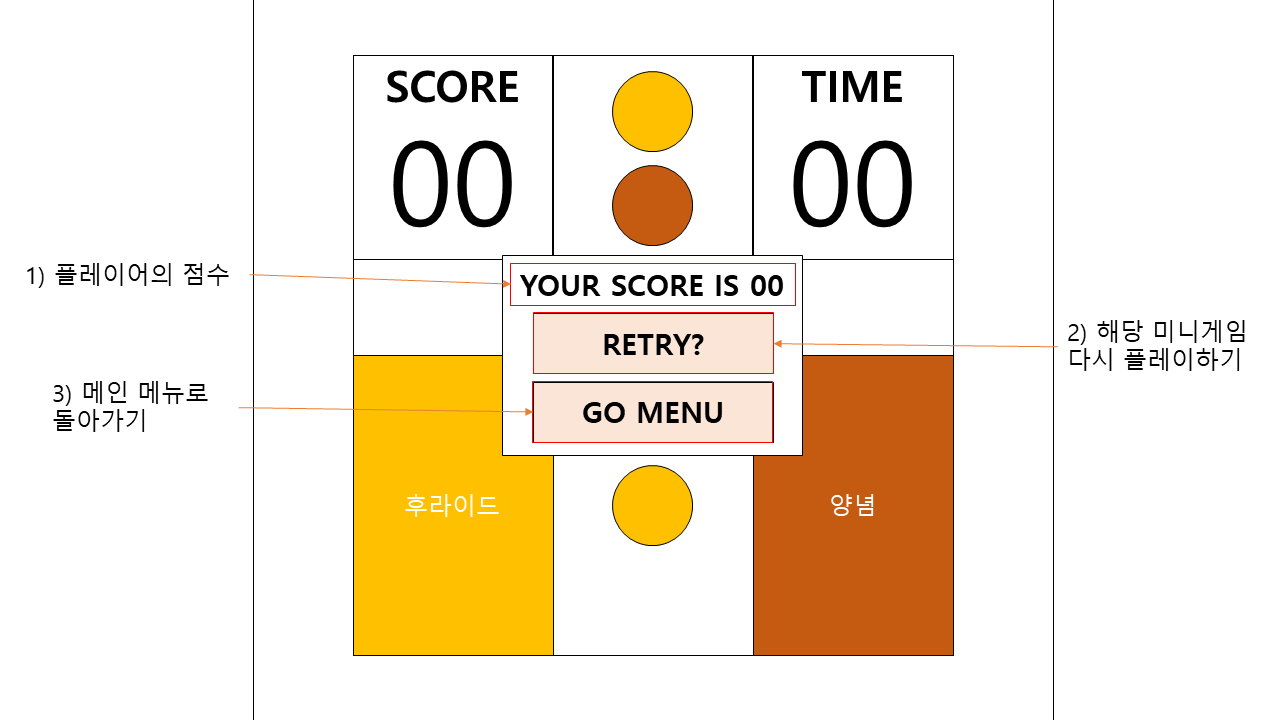 SCORE
00
TIME
00
1) 플레이어의 점수
YOUR SCORE IS 00
RETRY?
2) 해당 미니게임
다시 플레이하기
3) 메인 메뉴로
돌아가기
GO MENU
후라이드
양념